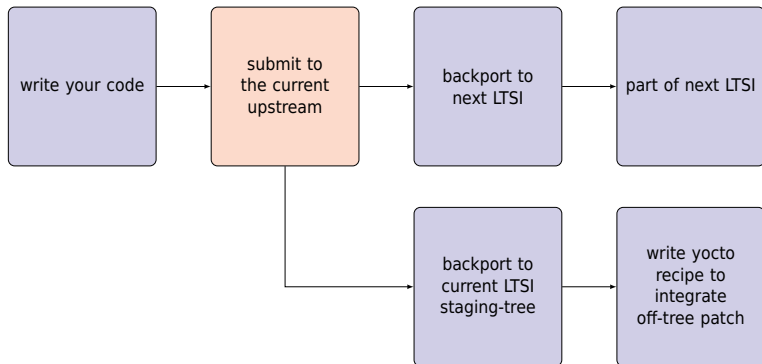 write your code
submit to
the current
upstream
backport to
next LTSI
part of next LTSI
backport to
current LTSI
staging-tree
write yocto
recipe to
integrate
off-tree patch